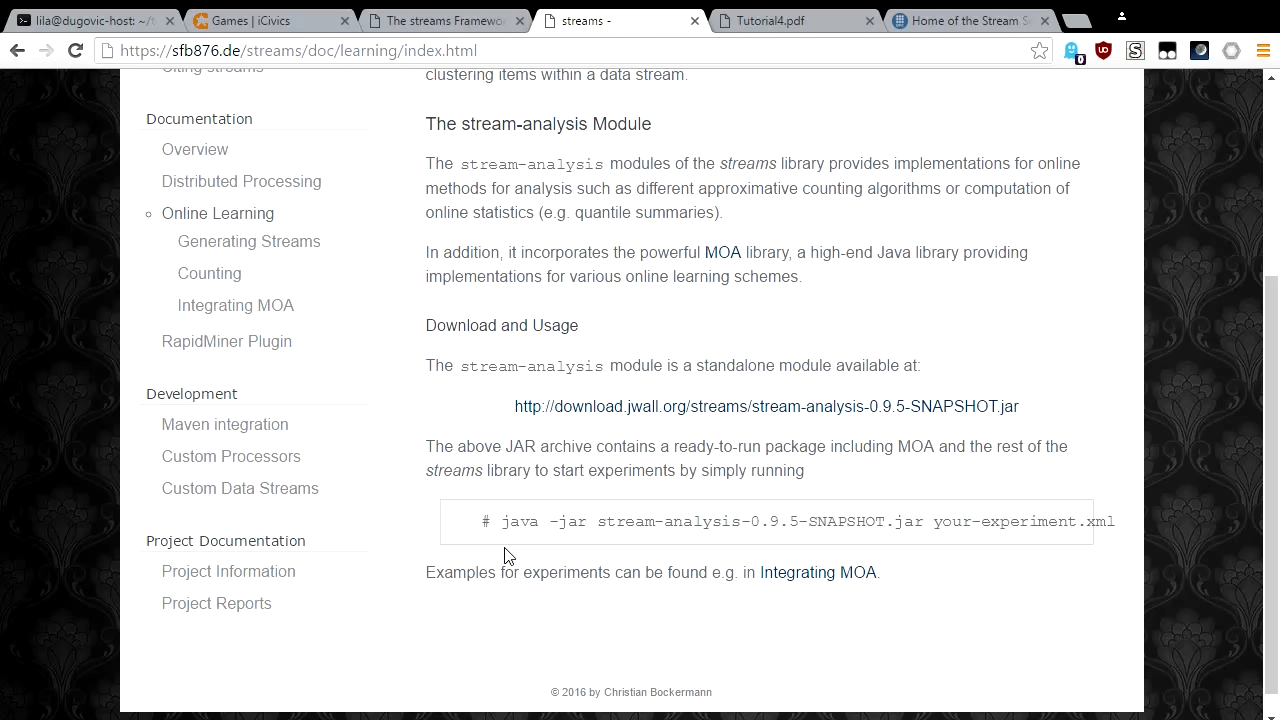 lila@dugovic-host: ~/
Games | iCivics
The streams Framewo
streams -
Tutorial4.pdf
Home of the Stream S
https://sfb876.de/streams/doc/learning/index.html
Citing streams
clustering items within a data stream.
Documentation
Overview
Distributed Processing
Online Learning
Generating Streams
Counting
Integrating MOA
RapidMiner Plugin
Development
Maven integration
Custom Processors
Custom Data Streams
Project Documentation
Project Information
Project Reports
The stream-analysis Module
The stream-analysis modules of the streams library provides implementations for online
methods for analysis such as different approximative counting algorithms or computation of
online statistics (e.g. quantile summaries).
In addition, it incorporates the powerful MOA library, a high-end Java library providing
implementations for various online learning schemes.
Download and Usage
The stream-analysis module is a standalone module available at:
http://download.jwall.org/streams/stream-analysis-0.9.5-SNAPSHOT.jar
The above JAR archive contains a ready-to-run package including MOA and the rest of the
streams library to start experiments by simply running
# java -jar stream-analysis-0.9.5-SNAPSHOT.jar your-experiment.xml
Examples for experiments can be found e.g. in Integrating MOA.
© 2016 by Christian Bockermann